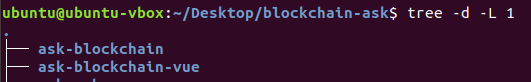 ubuntu@ubuntu-vbox:~/Desktop/blockchain-ask$ tree -d -L 1
.
├── ask-blockchain
├── ask-blockchain-vue